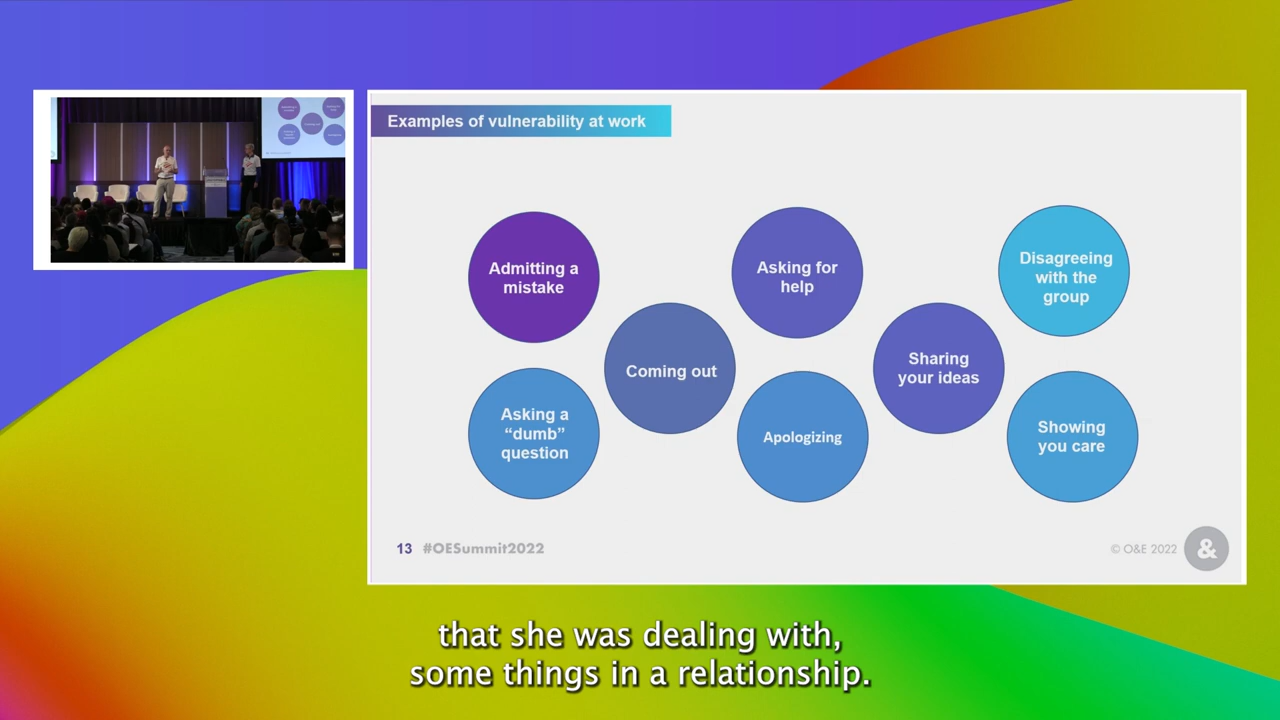 Examples of vulnerability at work
Admitting a
mistake
Asking for
help
Disagreeing
with the
group
Coming out
Sharing
your ideas
Asking a
“dumb”
question
Apologizing
Showing
you care
13 #OESummit2022
© O&E 2022 &
that she was dealing with,
some things in a relationship.